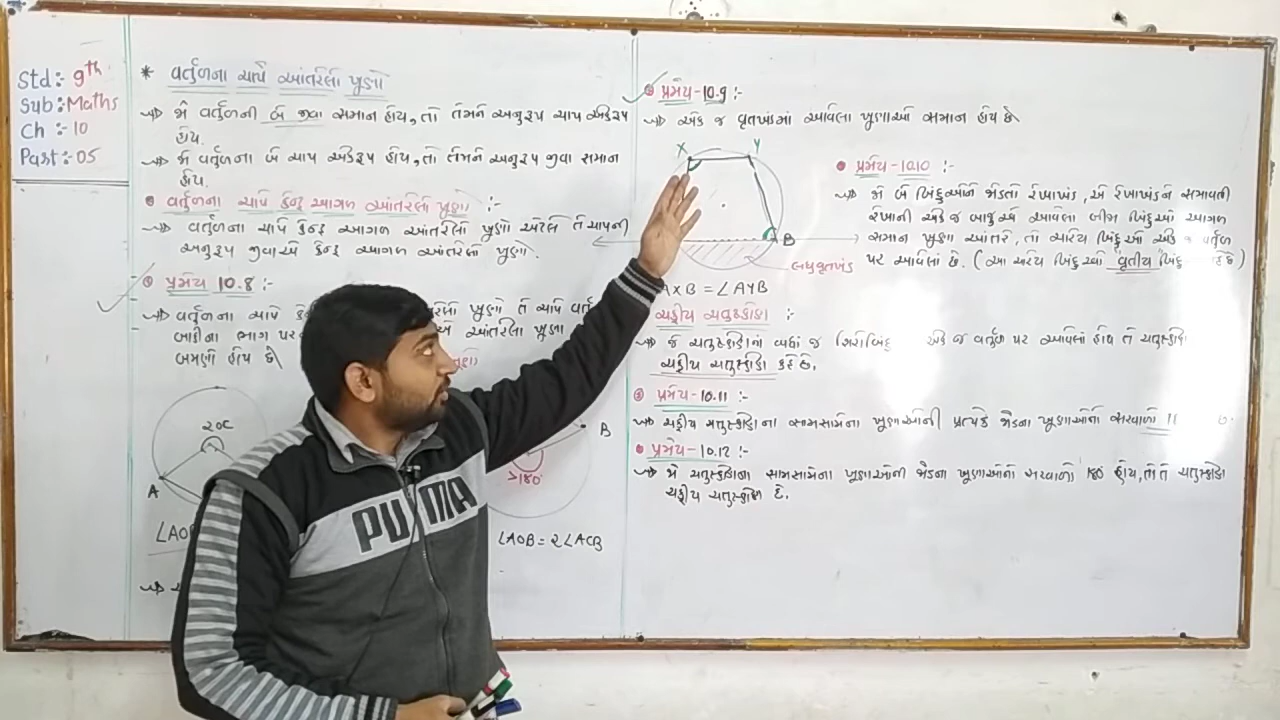 Std:- 9th
Sub:- Maths
Ch :- 10
Part :- 05
* વર્તુળના ચાપે આંતરેલા ખૂણો
જો વર્તુળની બે જીવા સમાન હોય, તો તેમને અનુરૂપ ચાપ એકરૂપ
હોય.
જો વર્તુળના બે ચાપ એકરૂપ હોય, તો તેમને અનુરૂપ જીવા સમાન
હોય.
વર્તુળના ચાપે કેન્દ્ર આગળ આંતરેલો ખૂણો :-
વર્તુળના ચાપે કેન્દ્ર આગળ આંતરેલો ખૂણો એટલે તે ચાપની
અનુરૂપ જીવાએ કેન્દ્ર આગળ આંતરેલો ખૂણો.
પ્રમેય 10.8 :-
વર્તુળના ચાપે
બાકીના ભાગ પર આંતરેલા ખૂણા
બમણો હોય છે
A
B
>180°
∠AOB = 2∠ACB
પ્રમેય-10.9 :-
એક જ વૃતખંડમાં આવેલા ખૂણાઓ સમાન હોય છે
X
Y
B
લઘુવૃતખંડ
AXB = ∠AYB
પ્રમેય-10.10 :-
જો બે બિંદુઓને જોડતો રેખાખંડ, એ રેખાખંડને સમાવતી
રેખાની એક જ બાજુએ આવેલા બીજા બિંદુઓ આગળ
સમાન ખૂણા આંતરે, તો ચારેય બિંદુઓ એક જ વર્તુળ
પર આવેલાં છે. (આ ચારેય બિંદુઓ વૃતીય બિંદુ
ચક્રીય ચતુષ્કોણ :-
જે ચતુષ્કોણનાં બધાં જ શિરોબિંદુ એક જ વર્તુળ પર આવેલાં હોય તે ચતુષ્કોણ
ચક્રીય ચતુષ્કોણ કહે છે.
પ્રમેય-10.11
ચક્રીય ચતુષ્કોણના સામસામેના ખૂણાઓની પ્રત્યેક જોડના ખૂણાઓનો સરવાળો
પ્રમેય-10.12
જો ચતુષ્કોણના સામસામેના ખૂણાઓની જોડના ખૂણાઓનો સરવાળો 180° હોય, તો તે ચતુષ્કોણ
ચક્રીય ચતુષ્કોણ છે.
PUMA